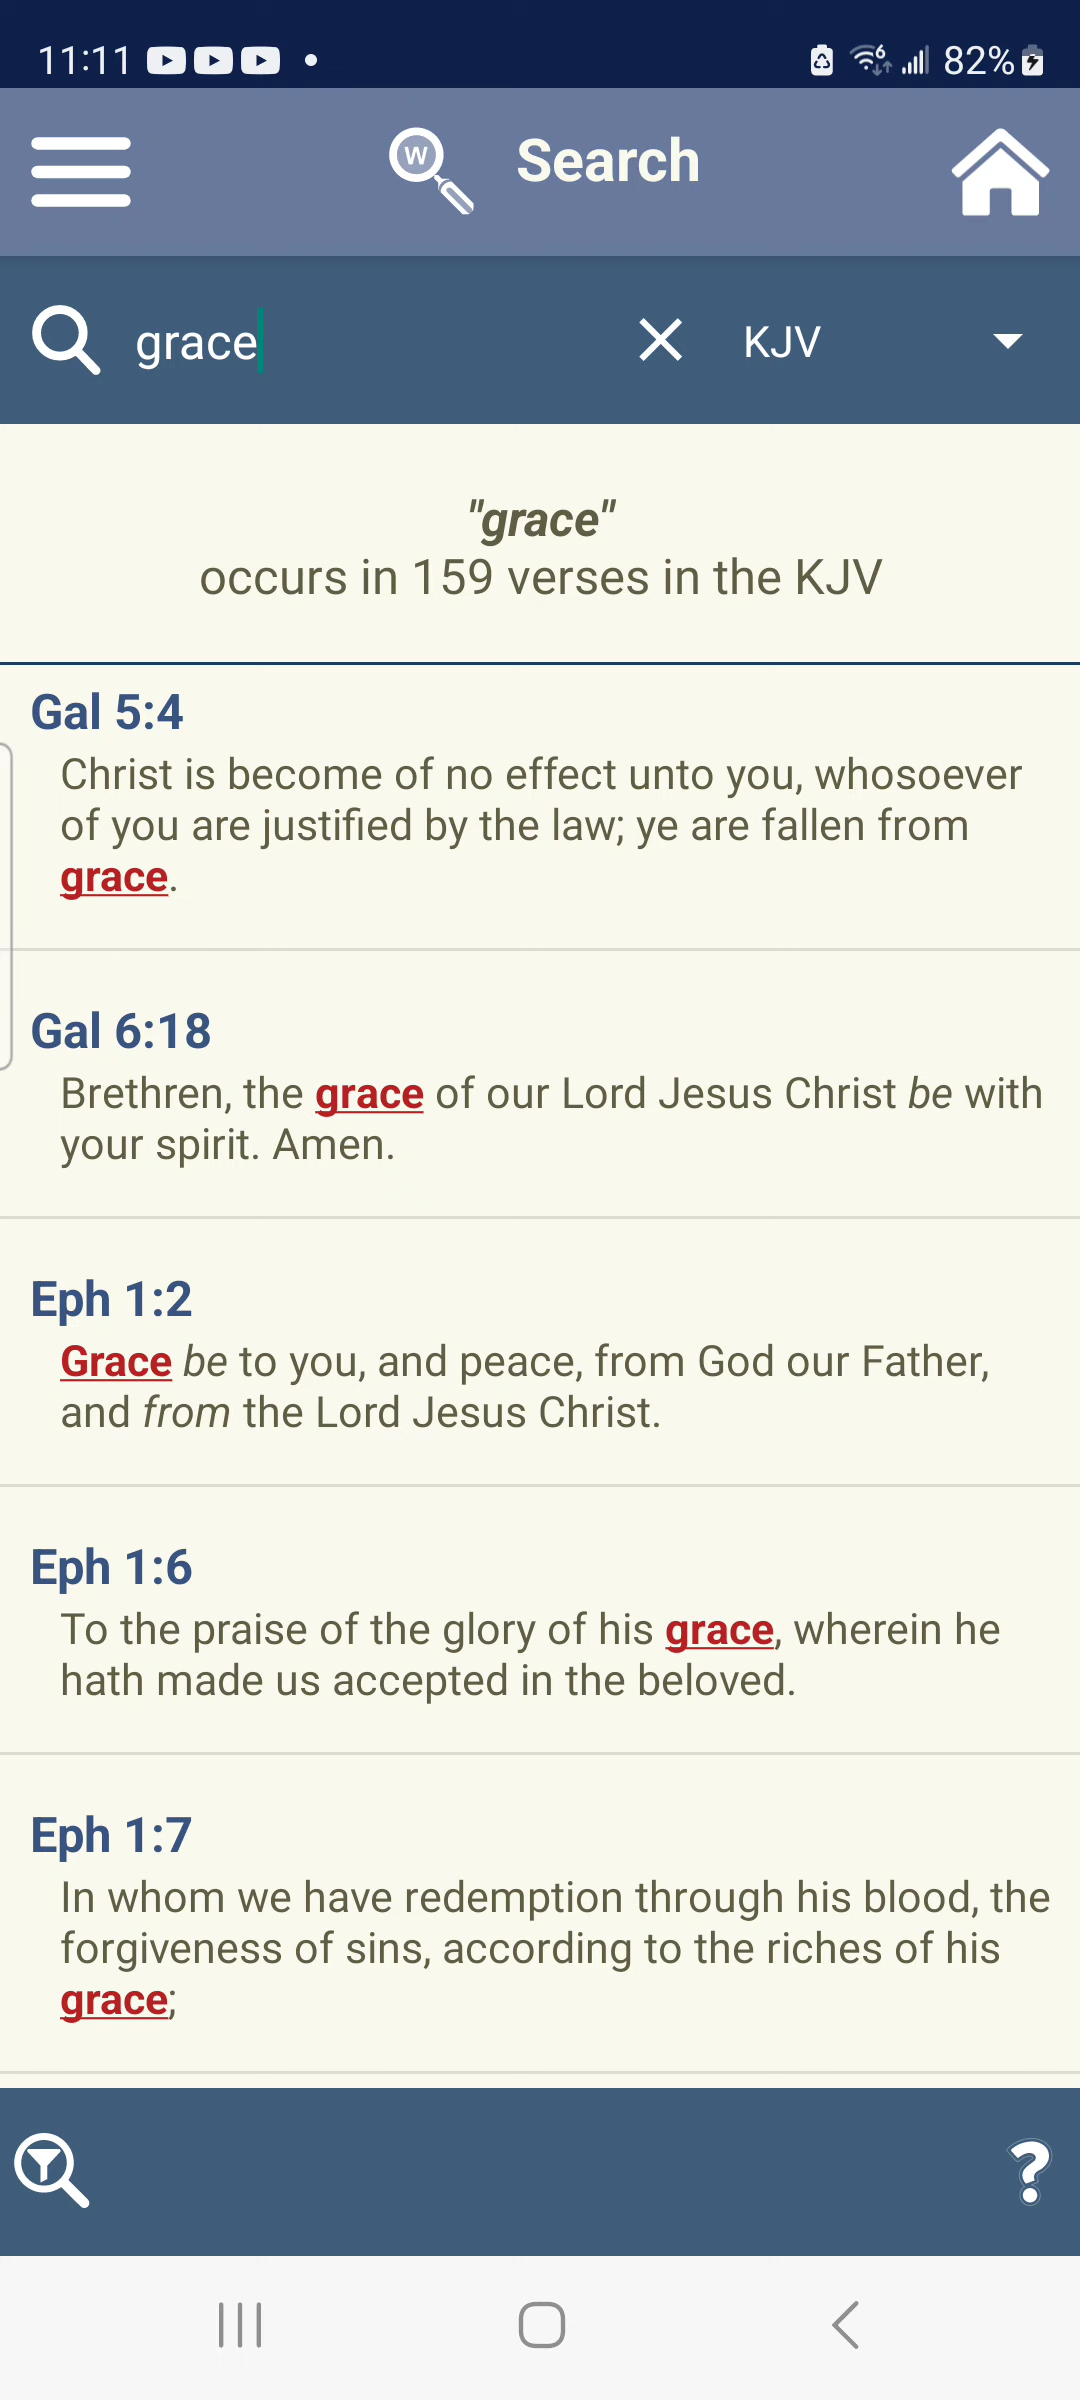 11:11 82%
W Search
grace KJV
"grace"
occurs in 159 verses in the KJV
Gal 5:4
Christ is become of no effect unto you, whosoever
of you are justified by the law; ye are fallen from
grace.
Gal 6:18
Brethren, the grace of our Lord Jesus Christ be with
your spirit. Amen.
Eph 1:2
Grace be to you, and peace, from God our Father,
and from the Lord Jesus Christ.
Eph 1:6
To the praise of the glory of his grace, wherein he
hath made us accepted in the beloved.
Eph 1:7
In whom we have redemption through his blood, the
forgiveness of sins, according to the riches of his
grace;
?